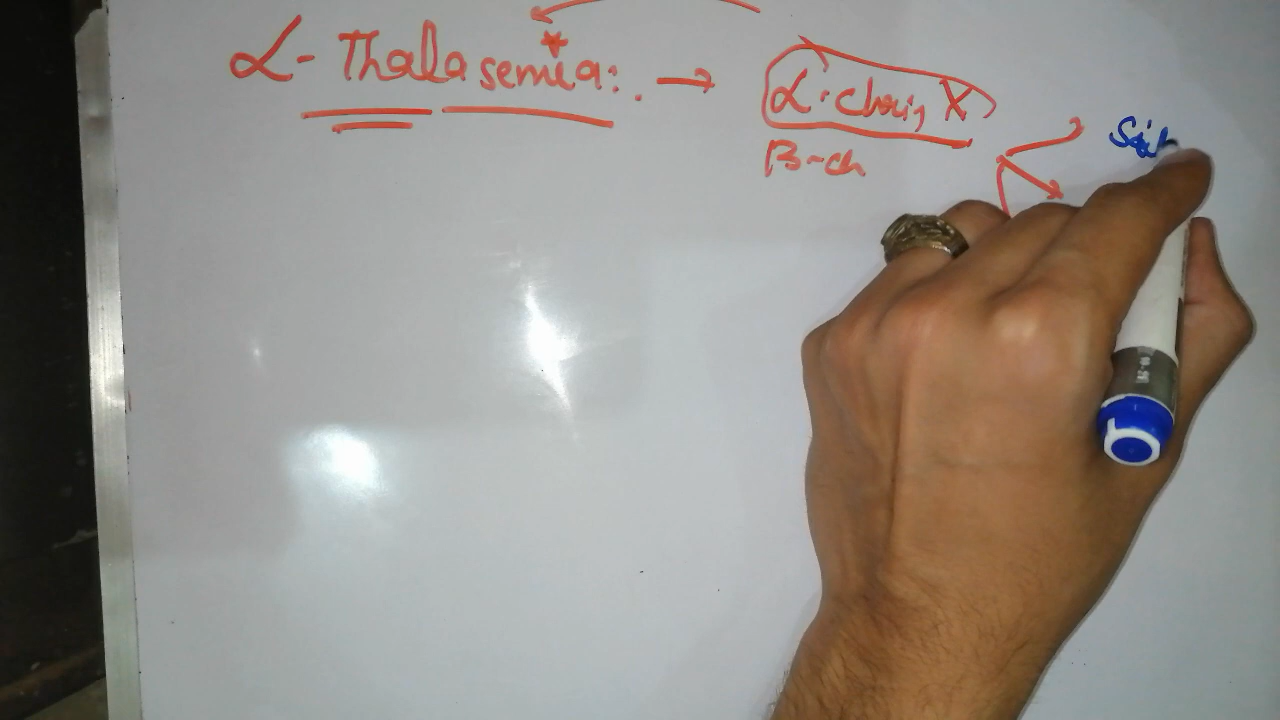 α- Thalasemia: → α-chain X
B-ch